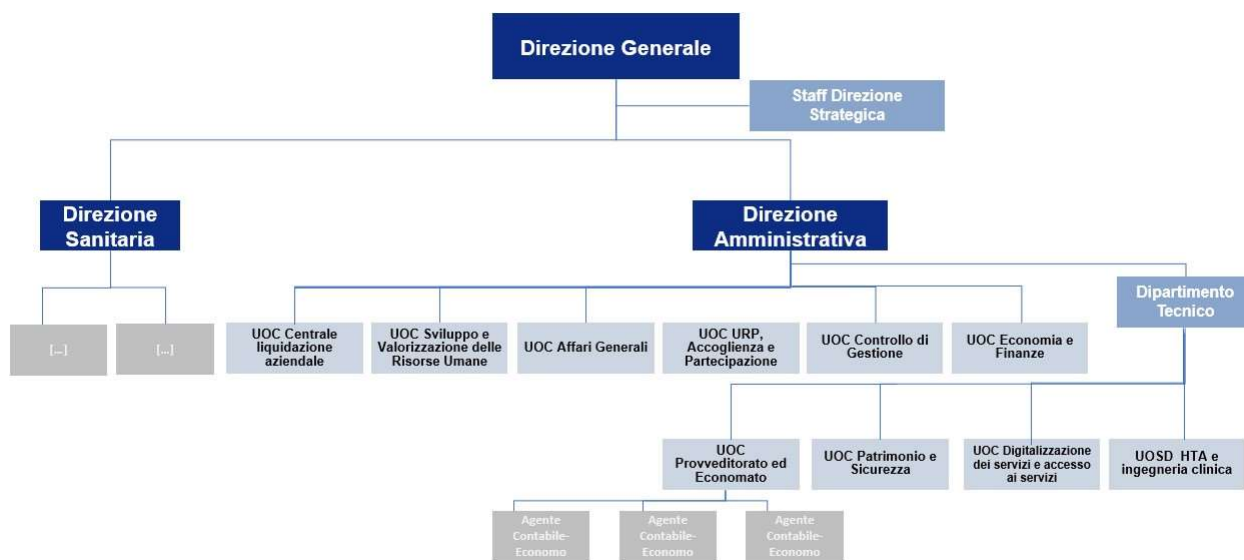 Direzione Generale
Staff Direzione
Strategica
Direzione
Sanitaria
Direzione
Amministrativa
Dipartimento
Tecnico
[...]
[...]
UOC Centrale
liquidazione
aziendale
UOC Sviluppo e
Valorizzazione delle
Risorse Umane
UOC Affari Generali
UOC URP,
Accoglienza e
Partecipazione
UOC Controllo di
Gestione
UOC Economia e
Finanze
UOC
Provveditorato ed
Economato
UOC Patrimonio e
Sicurezza
UOC Digitalizzazione
dei servizi e accesso
ai servizi
UOSD HTA e
ingegneria clinica
Agente
Contabile-
Economo
Agente
Contabile-
Economo
Agente
Contabile-
Economo